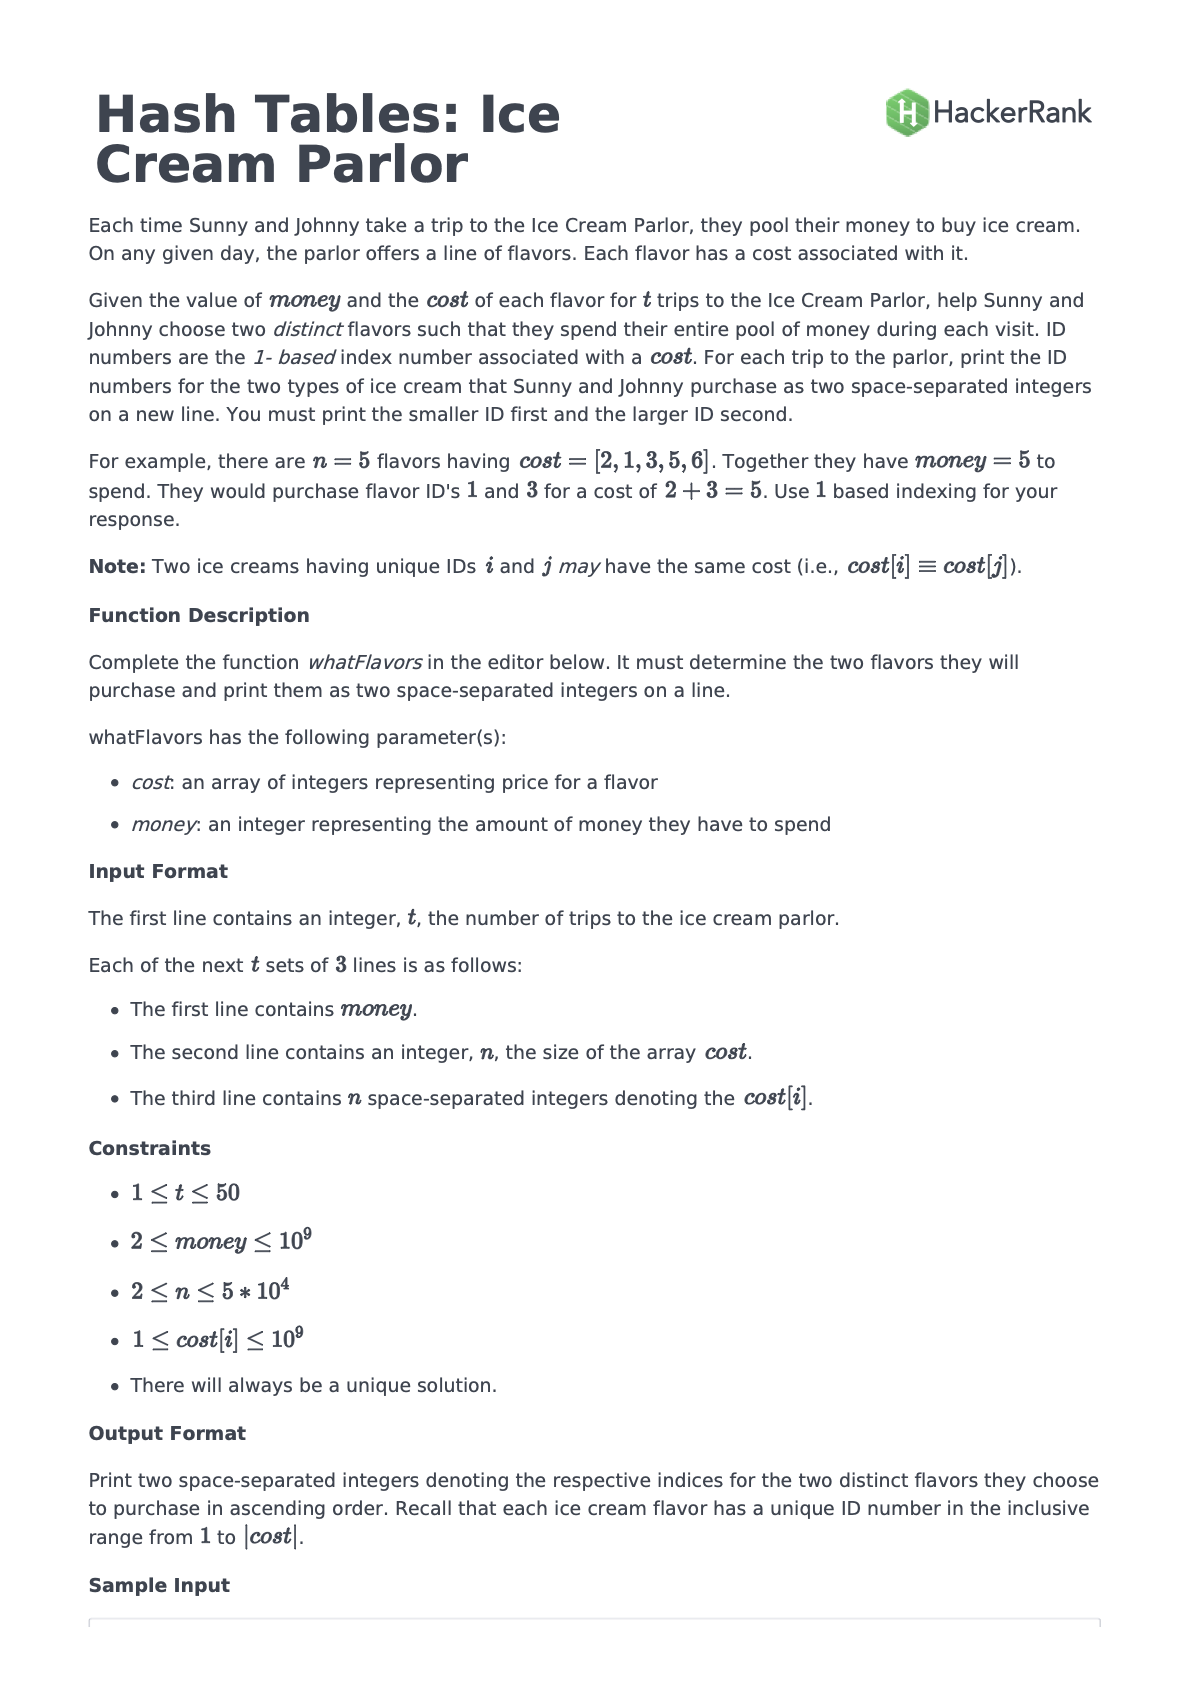 Hash Tables: Ice
Cream Parlor
HackerRank
Each time Sunny and Johnny take a trip to the Ice Cream Parlor, they pool their money to buy ice cream.
On any given day, the parlor offers a line of flavors. Each flavor has a cost associated with it.
Given the value of money and the cost of each flavor for t trips to the Ice Cream Parlor, help Sunny and
Johnny choose two distinct flavors such that they spend their entire pool of money during each visit. ID
numbers are the 1- based index number associated with a cost. For each trip to the parlor, print the ID
numbers for the two types of ice cream that Sunny and Johnny purchase as two space-separated integers
on a new line. You must print the smaller ID first and the larger ID second.
For example, there are n = 5 flavors having cost = [2, 1, 3, 5, 6]. Together they have money = 5 to
spend. They would purchase flavor ID's 1 and 3 for a cost of 2 + 3 = 5. Use 1 based indexing for your
response.
Note: Two ice creams having unique IDs i and j may have the same cost (i.e., cost[i] ≡ cost[j]).
Function Description
Complete the function whatFlavors in the editor below. It must determine the two flavors they will
purchase and print them as two space-separated integers on a line.
whatFlavors has the following parameter(s):
• cost: an array of integers representing price for a flavor
• money: an integer representing the amount of money they have to spend
Input Format
The first line contains an integer, t, the number of trips to the ice cream parlor.
Each of the next t sets of 3 lines is as follows:
• The first line contains money.
• The second line contains an integer, n, the size of the array cost.
• The third line contains n space-separated integers denoting the cost[i].
Constraints
• 1 ≤ t ≤ 50
• 2 ≤ money ≤ 10⁹
• 2 ≤ n ≤ 5 * 10⁴
• 1 ≤ cost[i] ≤ 10⁹
• There will always be a unique solution.
Output Format
Print two space-separated integers denoting the respective indices for the two distinct flavors they choose
to purchase in ascending order. Recall that each ice cream flavor has a unique ID number in the inclusive
range from 1 to |cost|.
Sample Input